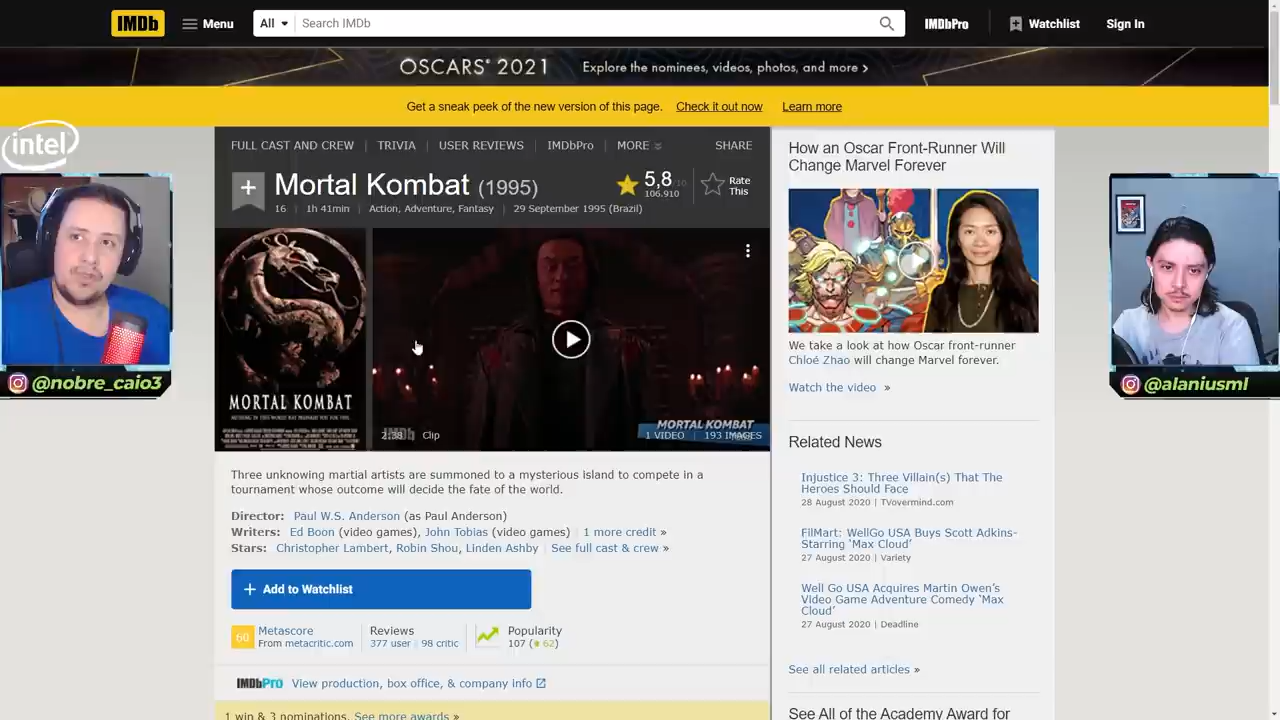 IMDb
Menu
All
Search IMDb
IMDbPro
Watchlist
Sign In
OSCARS® 2021
Explore the nominees, videos, photos, and more
Get a sneak peek of the new version of this page. Check it out now Learn more
intel
FULL CAST AND CREW | TRIVIA | USER REVIEWS | IMDbPro | MORE SHARE
Mortal Kombat (1995)
5,8/10
106.910
Rate This
16 | 1h 41min | Action, Adventure, Fantasy | 29 September 1995 (Brazil)
MORTAL KOMBAT
2:38 Clip
MORTAL KOMBAT
1 VIDEO | 193 IMAGES
Three unknowing martial artists are summoned to a mysterious island to compete in a
tournament whose outcome will decide the fate of the world.
Director: Paul W.S. Anderson (as Paul Anderson)
Writers: Ed Boon (video games), John Tobias (video games) | 1 more credit »
Stars: Christopher Lambert, Robin Shou, Linden Ashby | See full cast & crew »
+ Add to Watchlist
60
Metascore
From metacritic.com
Reviews
377 user | 98 critic
Popularity
107 (62)
IMDbPro View production, box office, & company info
1 win & 3 nominations. See more awards »
How an Oscar Front-Runner Will
Change Marvel Forever
We take a look at how Oscar front-runner
Chloé Zhao will change Marvel forever.
Watch the video »
Related News
Injustice 3: Three Villain(s) That The
Heroes Should Face
28 August 2020 | TVovermind.com
FilMart: WellGo USA Buys Scott Adkins-
Starring ‘Max Cloud’
27 August 2020 | Variety
Well Go USA Acquires Martin Owen’s
Video Game Adventure Comedy ‘Max
Cloud’
27 August 2020 | Deadline
See all related articles »
See All of the Academy Award for
@nobre_caio3
@alaniusml